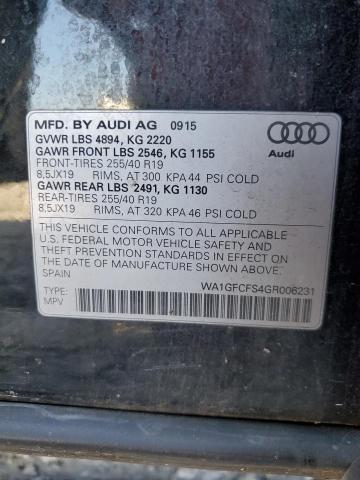 MFD. BY AUDI AG 0915
GVWR LBS 4894, KG 2220
GAWR FRONT LBS 2546, KG 1155
FRONT-TIRES 255/40 R19
8,5JX19 RIMS, AT 300 KPA 44 PSI COLD
GAWR REAR LBS 2491, KG 1130
REAR-TIRES 255/40 R19
8,5JX19 RIMS, AT 320 KPA 46 PSI COLD
Audi
THIS VEHICLE CONFORMS TO ALL APPLICABLE
U.S. FEDERAL MOTOR VEHICLE SAFETY AND
THEFT PREVENTION STANDARDS IN EFFECT ON
THE DATE OF MANUFACTURE SHOWN ABOVE.
SPAIN
WA1GFCFS4GR006231
TYPE:
MPV